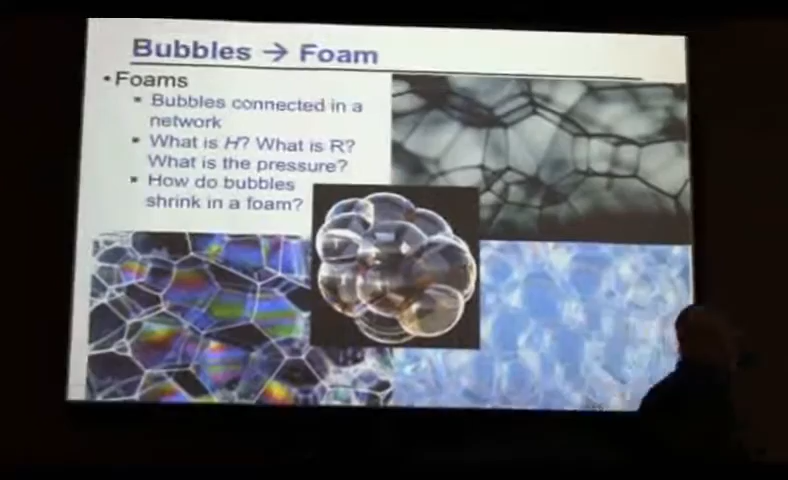 Bubbles → Foam
• Foams
▪ Bubbles connected in a
network
▪ What is H? What is R?
What is the pressure?
▪ How do bubbles
shrink in a foam?